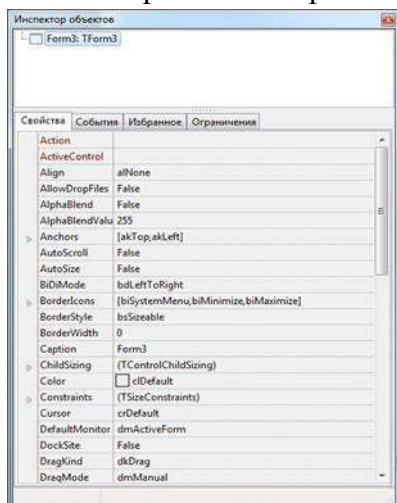 Инспектор объектов
Form3: TForm3
Свойства События Избранное Ограничения
Action
ActiveControl
Align alNone
AllowDropFiles False
AlphaBlend False
AlphaBlendValu 255
Anchors [akTop,akLeft]
AutoScroll False
AutoSize False
BiDiMode bdLeftToRight
BorderIcons [biSystemMenu,biMinimize,biMaximize]
BorderStyle bsSizeable
BorderWidth 0
Caption Form3
ChildSizing (TControlChildSizing)
Color clDefault
Constraints (TSizeConstraints)
Cursor crDefault
DefaultMonitor dmActiveForm
DockSite False
DragKind dkDrag
DragMode dmManual